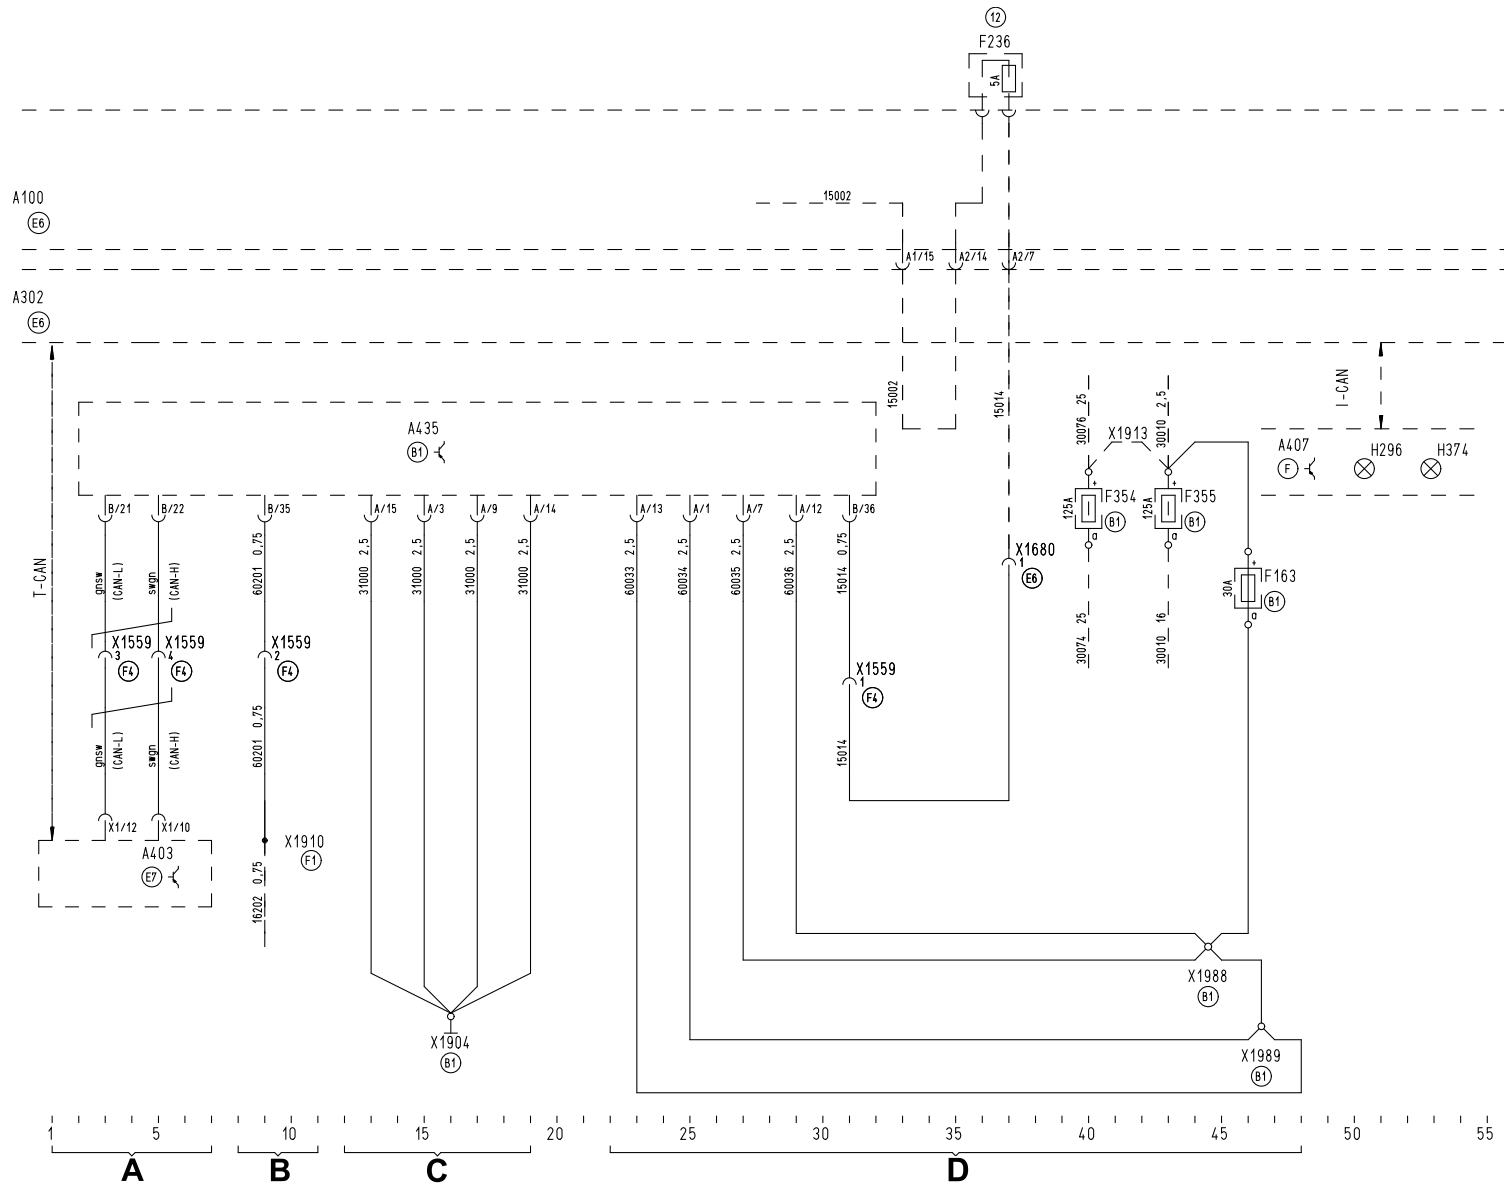 12
F236
5A
A100
E6
15002
A1/15
A2/14
A2/7
A302
E6
T-CAN
15002
15014
I-CAN
A435
B1
30076 25
X1913
30010 2,5
A407
F
H296
H374
B/21
B/22
B/35
A/15
A/3
A/9
A/14
A/13
A/1
A/7
A/12
B/36
125A
F354
B1
+
a
125A
F355
B1
+
a
gnsw
(CAN-L)
swgn
(CAN-H)
60201 0,75
31000 2,5
31000 2,5
31000 2,5
31000 2,5
60033 2,5
60034 2,5
60035 2,5
60036 2,5
15014 0,75
X1680
1
E6
30A
F163
B1
+
a
X1559
3
F4
X1559
4
F4
X1559
2
F4
X1559
1
F4
30074 25
30010 16
gnsw
(CAN-L)
swgn
(CAN-H)
60201 0,75
15014
X1/12
X1/10
A403
E7
X1910
F1
16202 0,75
X1904
B1
X1988
B1
X1989
B1
1 5 10 15 20 25 30 35 40 45 50 55
A B C D